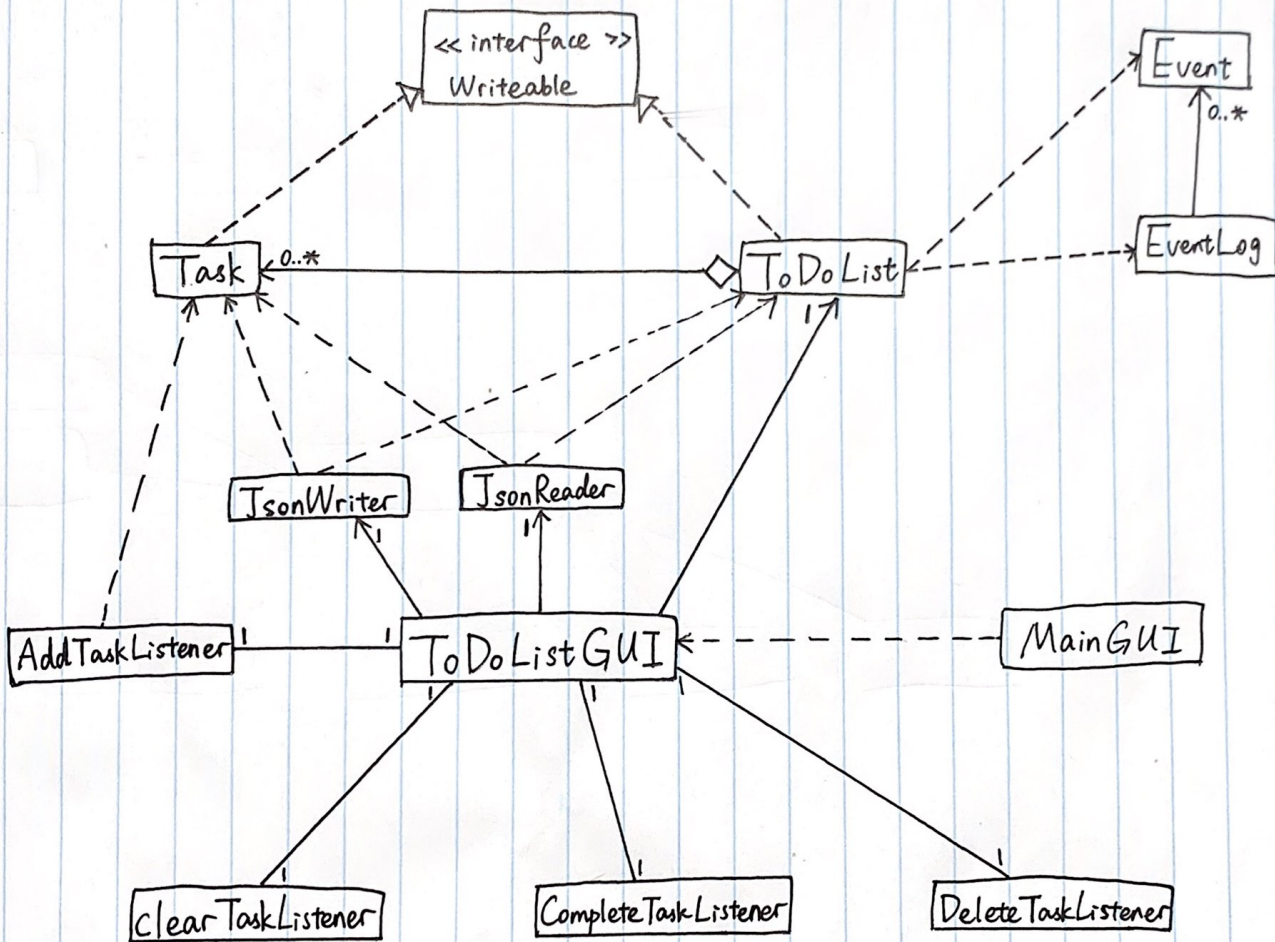 << interface >>
Writeable
Event
0..*
EventLog
Task
0..*
ToDoList
1
JsonWriter
1
JsonReader
1
AddTaskListener
1
1
ToDoListGUI
MainGUI
1
1
1
1
1
1
clearTaskListener
CompleteTaskListener
DeleteTaskListener